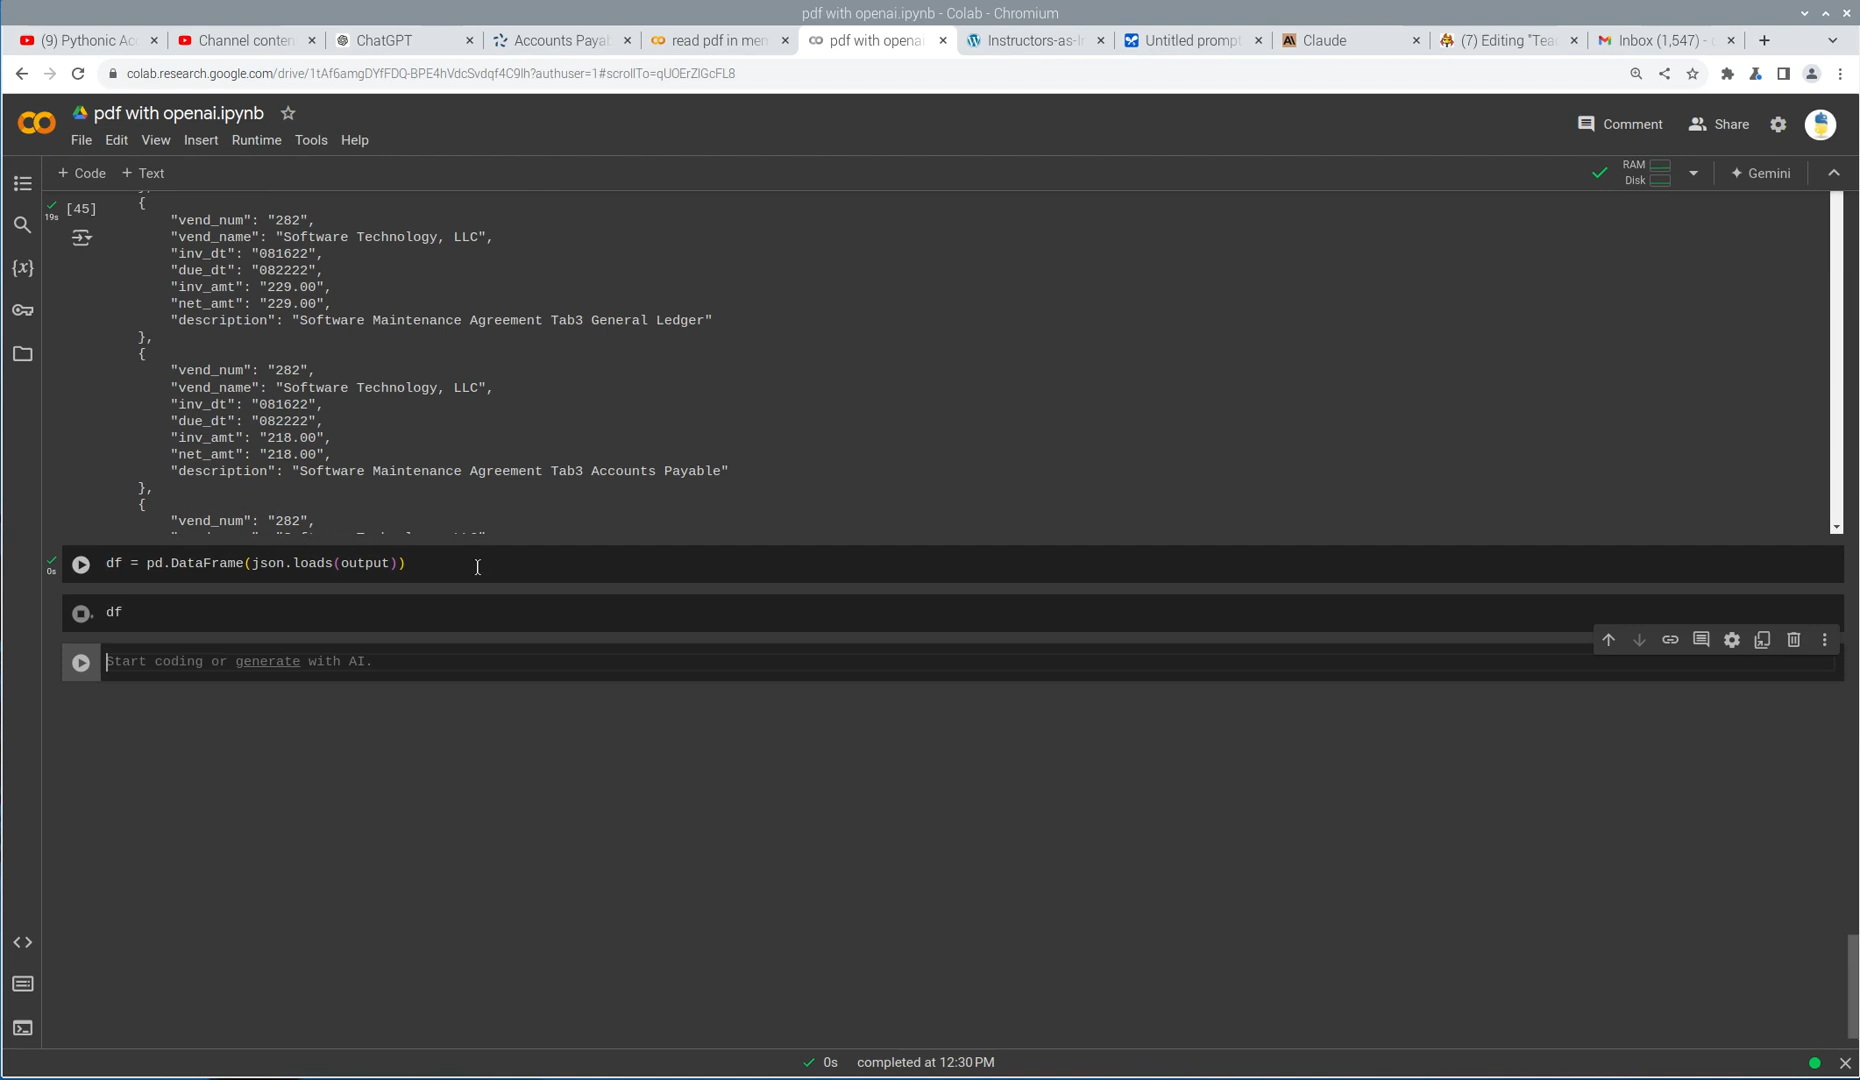 pdf with openai.ipynb - Colab - Chromium
(9) Pythonic Ac
Channel conten
ChatGPT
Accounts Paya
read pdf in mem
pdf with opena
Instructors-as-I
Untitled prompt
Claude
(7) Editing "Tea
Inbox (1,547) -
colab.research.google.com/drive/1tAf6amgDYfFDQ-BPE4hVdcSvdqf4C9lh?authuser=1#scrollTo=qUOErZlGcFL8
CO
pdf with openai.ipynb
Comment
Share
File Edit View Insert Runtime Tools Help
+ Code + Text
RAM
Disk
Gemini
},
19s
[45]
{
"vend_num": "282",
"vend_name": "Software Technology, LLC",
"inv_dt": "081622",
"due_dt": "082222",
"inv_amt": "229.00",
"net_amt": "229.00",
"description": "Software Maintenance Agreement Tab3 General Ledger"
},
{
"vend_num": "282",
"vend_name": "Software Technology, LLC",
"inv_dt": "081622",
"due_dt": "082222",
"inv_amt": "218.00",
"net_amt": "218.00",
"description": "Software Maintenance Agreement Tab3 Accounts Payable"
},
{
"vend_num": "282",
0s
df = pd.DataFrame(json.loads(output))
df
Start coding or generate with AI.
0s completed at 12:30 PM